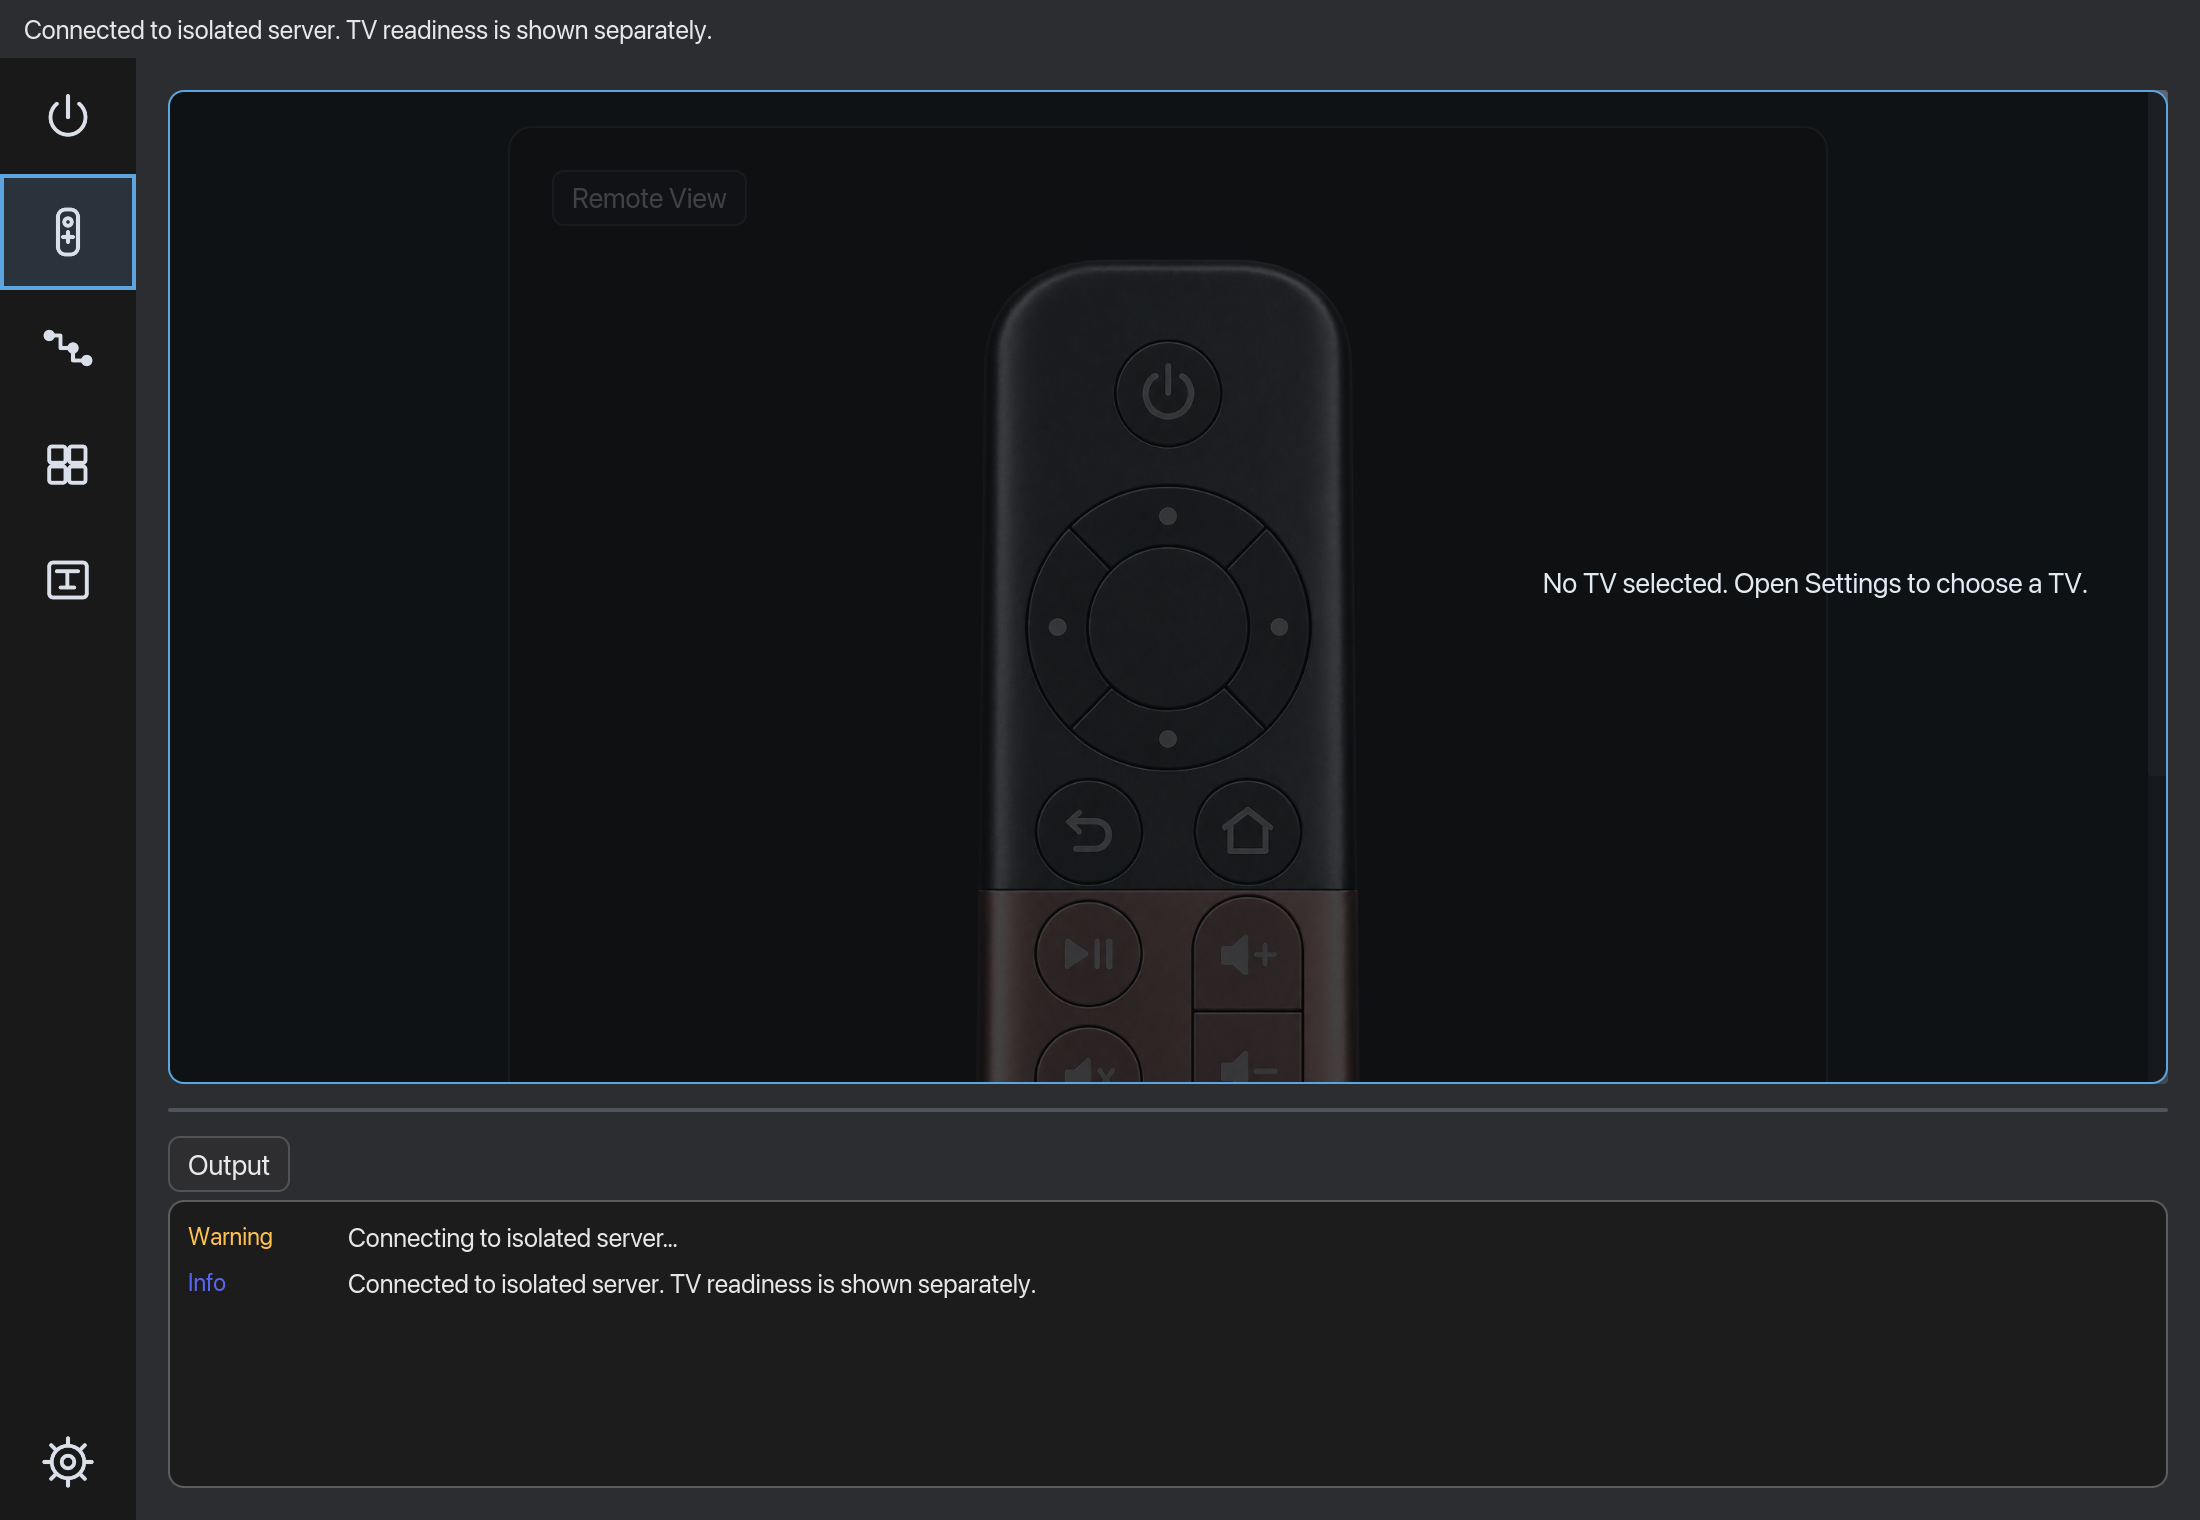 Connected to isolated server. TV readiness is shown separately.
Remote View
No TV selected. Open Settings to choose a TV.
Output
Warning Connecting to isolated server...
Info Connected to isolated server. TV readiness is shown separately.